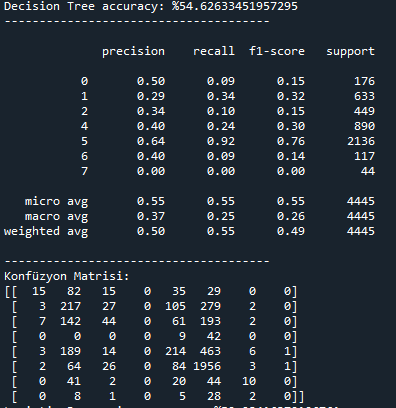 Decision Tree accuracy: %54.62633451957295
--------------------------------------
precision recall f1-score support
0 0.50 0.09 0.15 176
1 0.29 0.34 0.32 633
2 0.34 0.10 0.15 449
4 0.40 0.24 0.30 890
5 0.64 0.92 0.76 2136
6 0.40 0.09 0.14 117
7 0.00 0.00 0.00 44
micro avg 0.55 0.55 0.55 4445
macro avg 0.37 0.25 0.26 4445
weighted avg 0.50 0.55 0.49 4445
--------------------------------------
Konfüzyon Matrisi:
[[ 15 82 15 0 35 29 0 0]
[ 3 217 27 0 105 279 2 0]
[ 7 142 44 0 61 193 2 0]
[ 0 0 0 0 9 42 0 0]
[ 3 189 14 0 214 463 6 1]
[ 2 64 26 0 84 1956 3 1]
[ 0 41 2 0 20 44 10 0]
[ 0 8 1 0 5 28 2 0]]